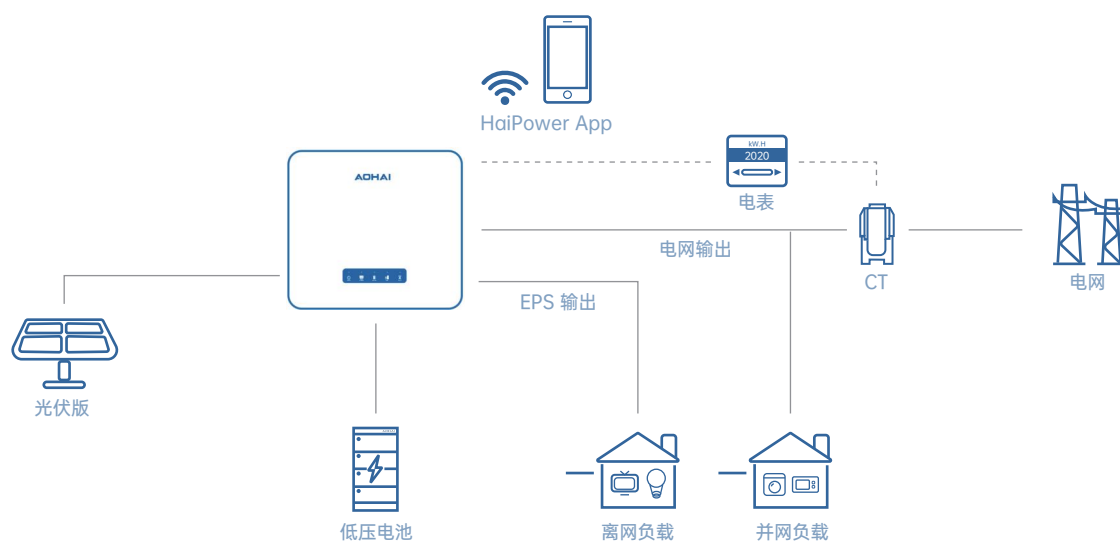 HaiPower App
AOHAI
kW.H
2020
电表
电网输出
CT
电网
EPS 输出
光伏版
低压电池
离网负载
并网负载